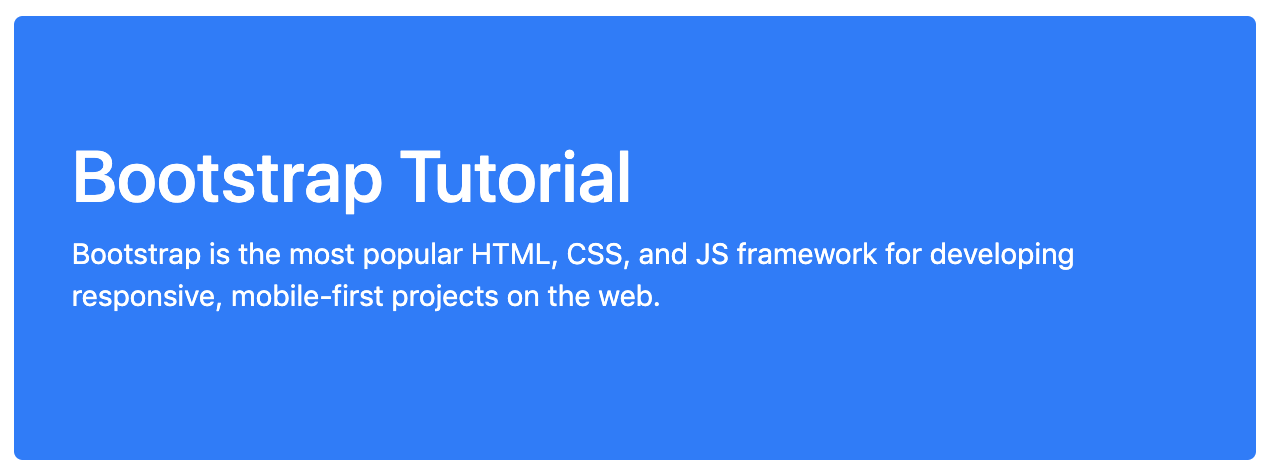 Bootstrap Tutorial
Bootstrap is the most popular HTML, CSS, and JS framework for developing
responsive, mobile-first projects on the web.